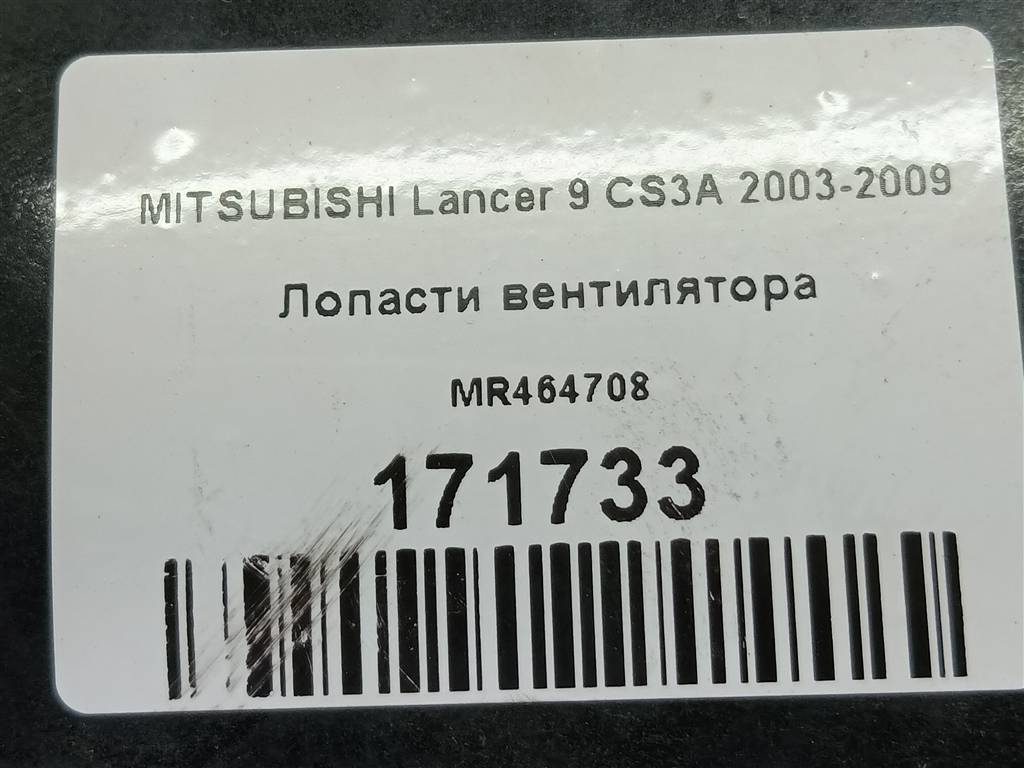 MITSUBISHI Lancer 9 CS3A 2003-2009
Лопасти вентилятора
MR464708
171733